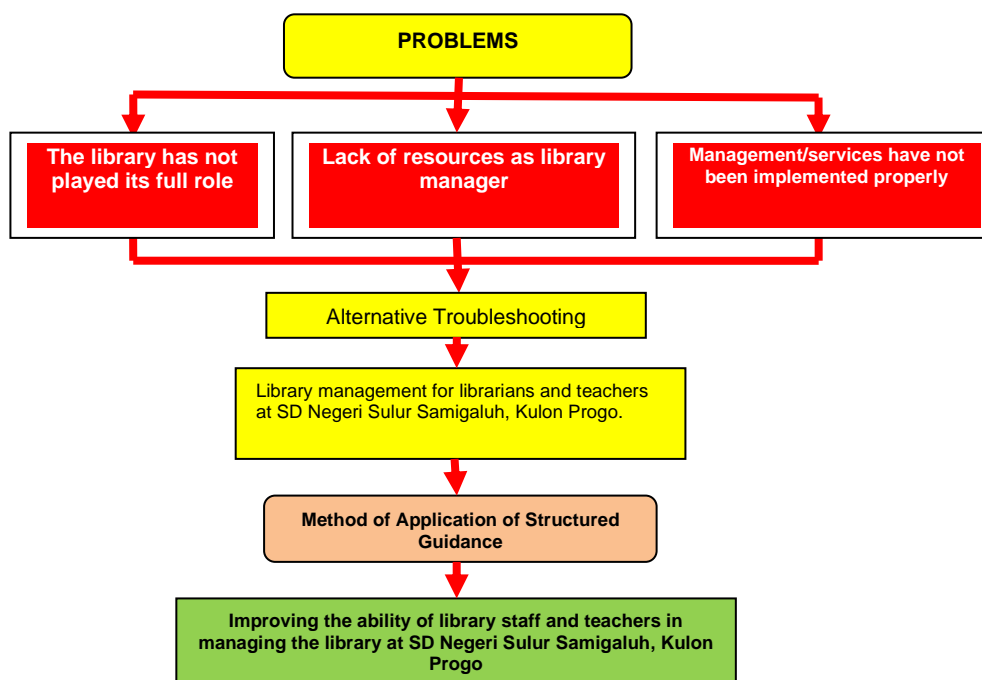 PROBLEMS
The library has not
played its full role
Lack of resources as library
manager
Management/services have not
been implemented properly
Alternative Troubleshooting
Library management for librarians and teachers
at SD Negeri Sulur Samigaluh, Kulon Progo.
Method of Application of Structured
Guidance
Improving the ability of library staff and teachers in
managing the library at SD Negeri Sulur Samigaluh, Kulon
Progo